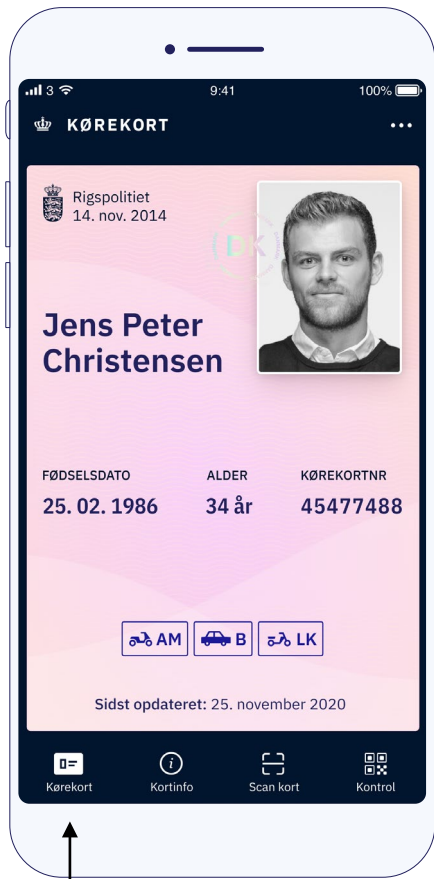 3
9:41
100%
KØREKORT
Rigspolitiet
14. nov. 2014
DK
Jens Peter
Christensen
FØDSELSDATO
ALDER
KØREKORTNR
25. 02. 1986
34 år
45477488
AM
B
LK
Sidst opdateret: 25. november 2020
Kørekort
Kortinfo
Scan kort
Kontrol